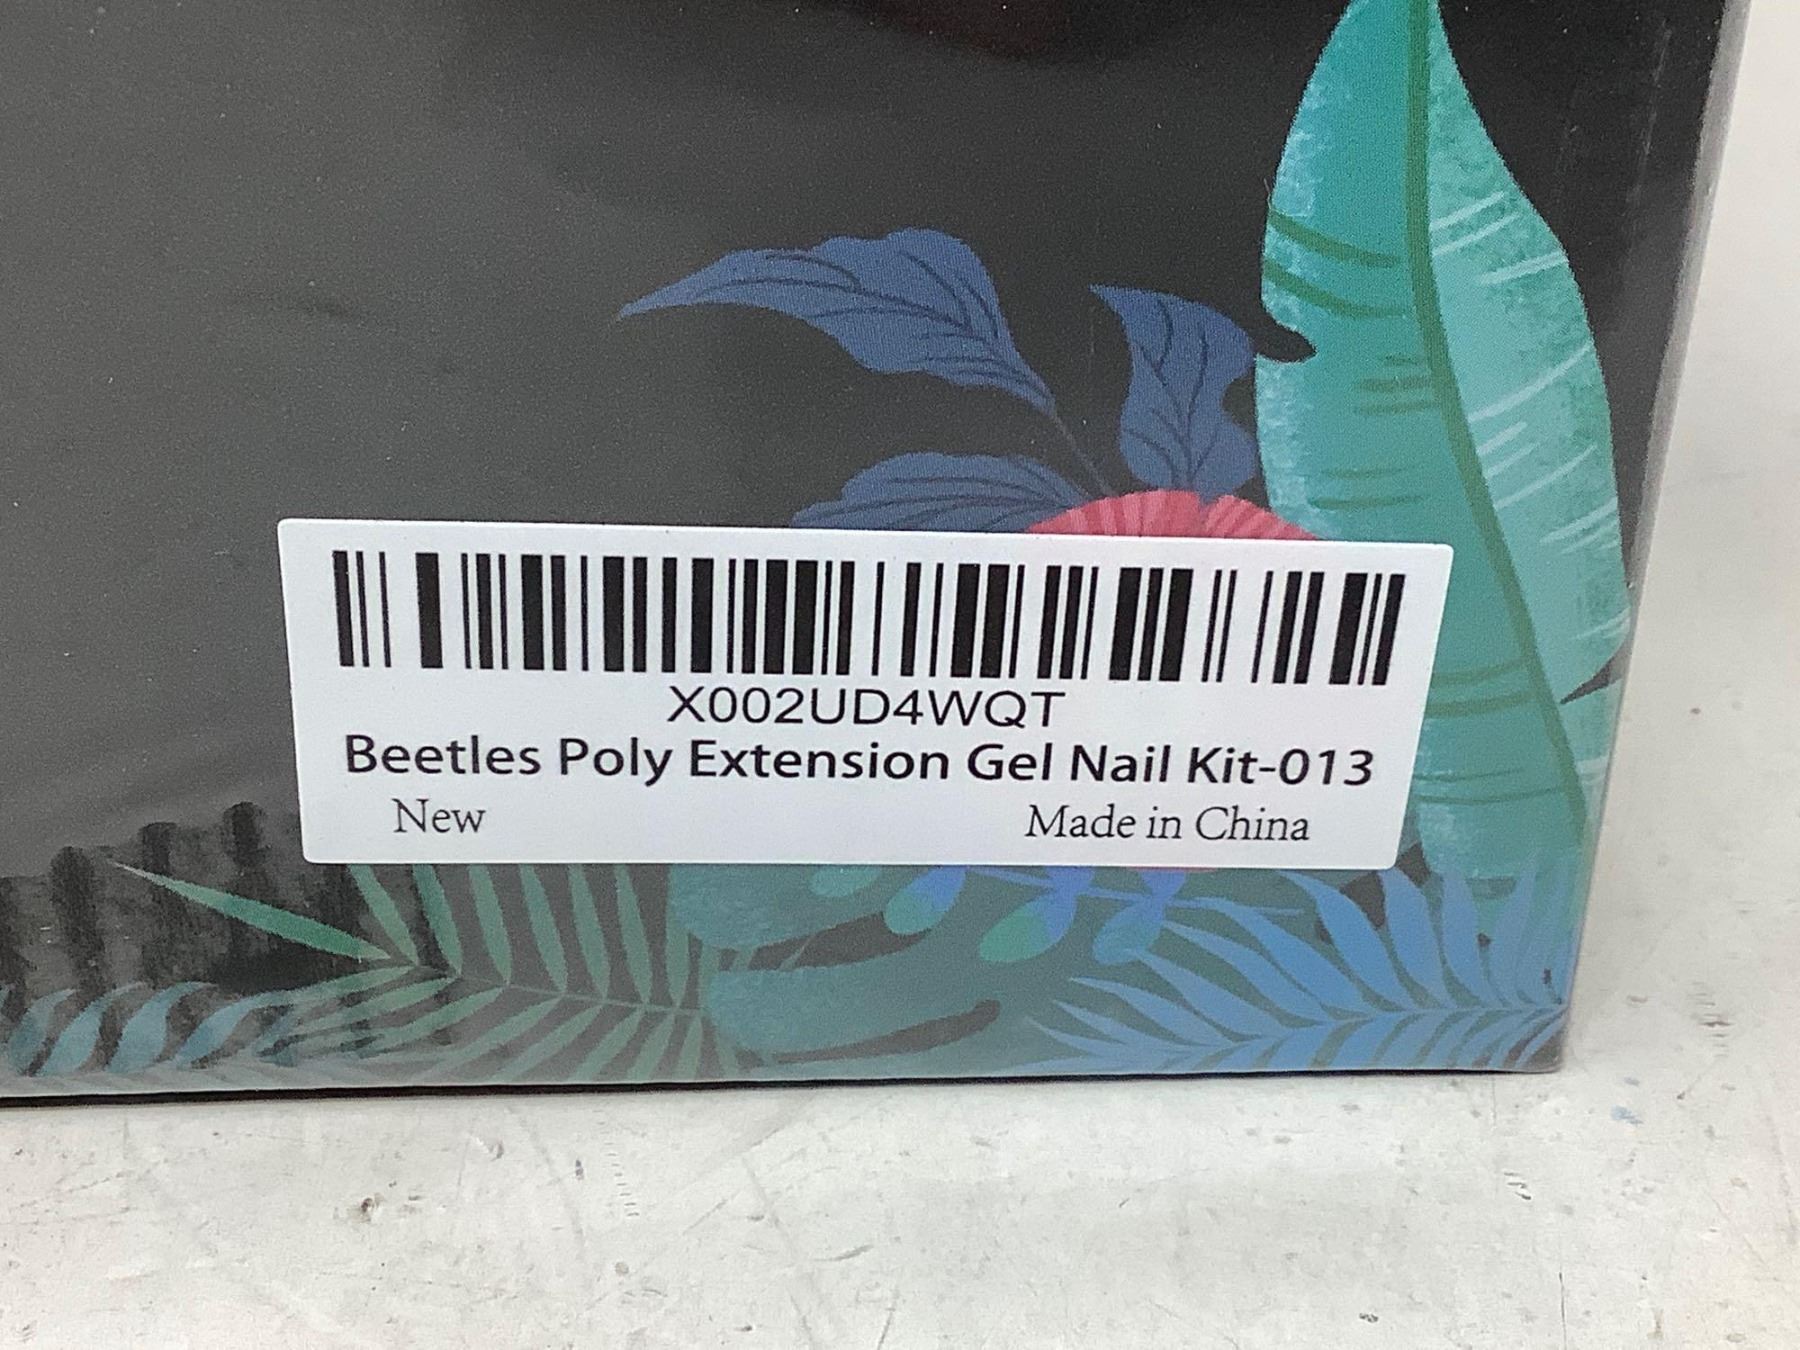 X002UD4WQT
Beetles Poly Extension Gel Nail Kit-013
New Made in China